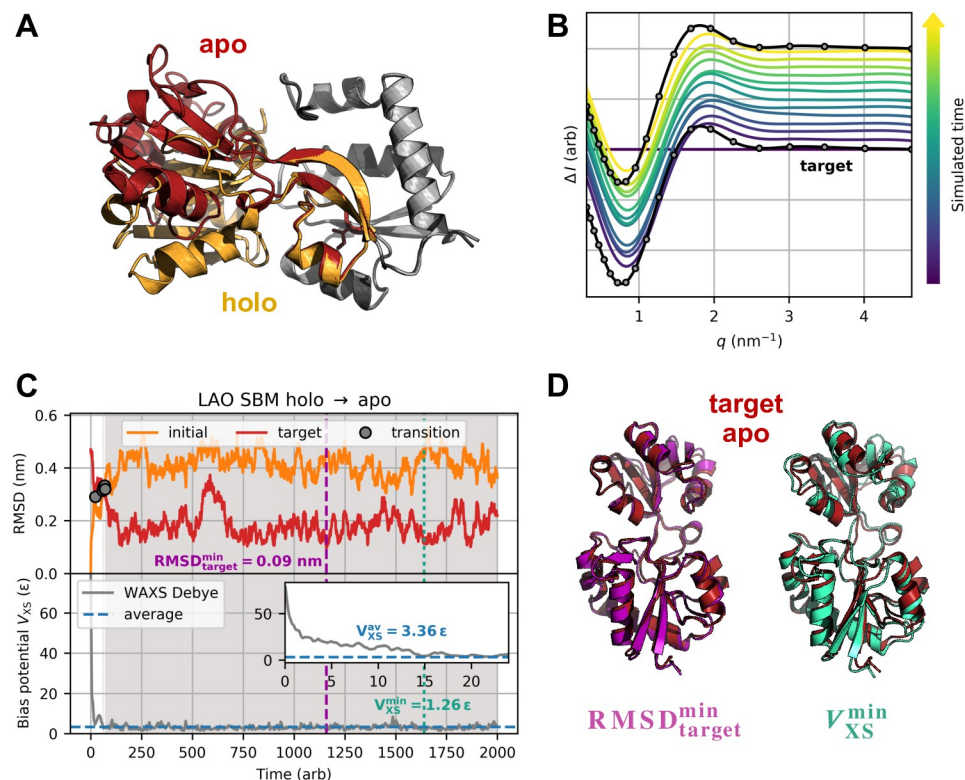 A
apo
holo
B
Δ I (arb)
target
1 2 3 4
q (nm⁻¹)
Simulated time
C
LAO SBM holo → apo
initial target transition
RMSD (nm)
0.6
0.4
0.2
0.0
RMSD^min_target = 0.09 nm
Bias potential V_XS (ε)
60
40
20
0
WAXS Debye
average
50
0
V^av_XS = 3.36 ε
0 5 10 15 20
V^min_XS = 1.26 ε
0 250 500 750 1000 1250 1500 1750 2000
Time (arb)
D
target
apo
RMSD^min_target
V^min_XS